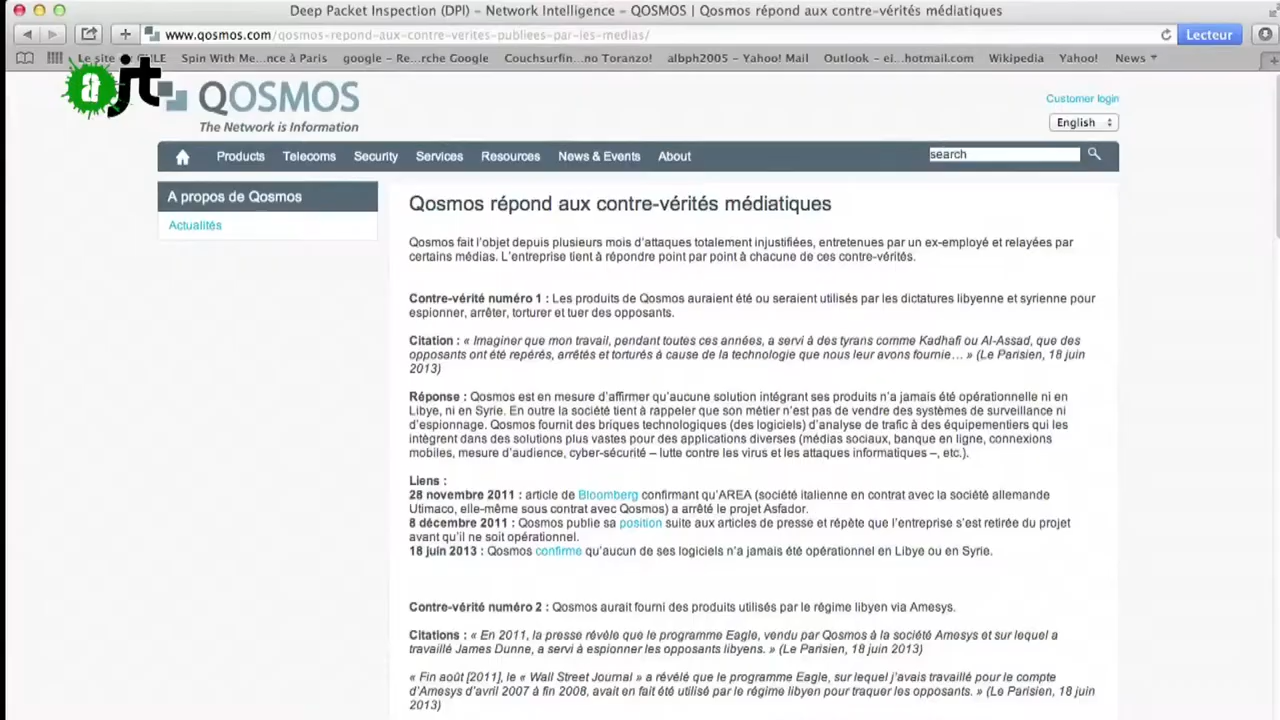 Deep Packet Inspection (DPI) – Network Intelligence – QOSMOS | Qosmos répond aux contre-vérités médiatiques
www.qosmos.com/qosmos-repond-aux-contre-verites-publiees-par-les-medias/
Lecteur
Le site
Spin With Me...nce à Paris
google – Re...rche Google
Couchsurfin...no Toranzo!
albph2005 – Yahoo! Mail
Outlook – ei...hotmail.com
Wikipedia
Yahoo!
News
ajt
QOSMOS
The Network is Information
Customer login
English
Products
Telecoms
Security
Services
Resources
News & Events
About
search
A propos de Qosmos
Actualités
Qosmos répond aux contre-vérités médiatiques
Qosmos fait l'objet depuis plusieurs mois d'attaques totalement injustifiées, entretenues par un ex-employé et relayées par
certains médias. L'entreprise tient à répondre point par point à chacune de ces contre-vérités.
Contre-vérité numéro 1 : Les produits de Qosmos auraient été ou seraient utilisés par les dictatures libyenne et syrienne pour
espionner, arrêter, torturer et tuer des opposants.
Citation : « Imaginer que mon travail, pendant toutes ces années, a servi à des tyrans comme Kadhafi ou Al-Assad, que des
opposants ont été repérés, arrêtés et torturés à cause de la technologie que nous leur avons fournie… » (Le Parisien, 18 juin
2013)
Réponse : Qosmos est en mesure d'affirmer qu'aucune solution intégrant ses produits n'a jamais été opérationnelle ni en
Libye, ni en Syrie. En outre la société tient à rappeler que son métier n'est pas de vendre des systèmes de surveillance ni
d'espionnage. Qosmos fournit des briques technologiques (des logiciels) d'analyse de trafic à des équipementiers qui les
intègrent dans des solutions plus vastes pour des applications diverses (médias sociaux, banque en ligne, connexions
mobiles, mesure d'audience, cyber-sécurité – lutte contre les virus et les attaques informatiques –, etc.).
Liens :
28 novembre 2011 : article de Bloomberg confirmant qu'AREA (société italienne en contrat avec la société allemande
Utimaco, elle-même sous contrat avec Qosmos) a arrêté le projet Asfador.
8 décembre 2011 : Qosmos publie sa position suite aux articles de presse et répète que l'entreprise s'est retirée du projet
avant qu'il ne soit opérationnel.
18 juin 2013 : Qosmos confirme qu'aucun de ses logiciels n'a jamais été opérationnel en Libye ou en Syrie.
Contre-vérité numéro 2 : Qosmos aurait fourni des produits utilisés par le régime libyen via Amesys.
Citations : « En 2011, la presse révèle que le programme Eagle, vendu par Qosmos à la société Amesys et sur lequel a
travaillé James Dunne, a servi à espionner les opposants libyens. » (Le Parisien, 18 juin 2013)
« Fin août [2011], le « Wall Street Journal » a révélé que le programme Eagle, sur lequel j'avais travaillé pour le compte
d'Amesys d'avril 2007 à fin 2008, avait en fait été utilisé par le régime libyen pour traquer les opposants. » (Le Parisien, 18 juin
2013)